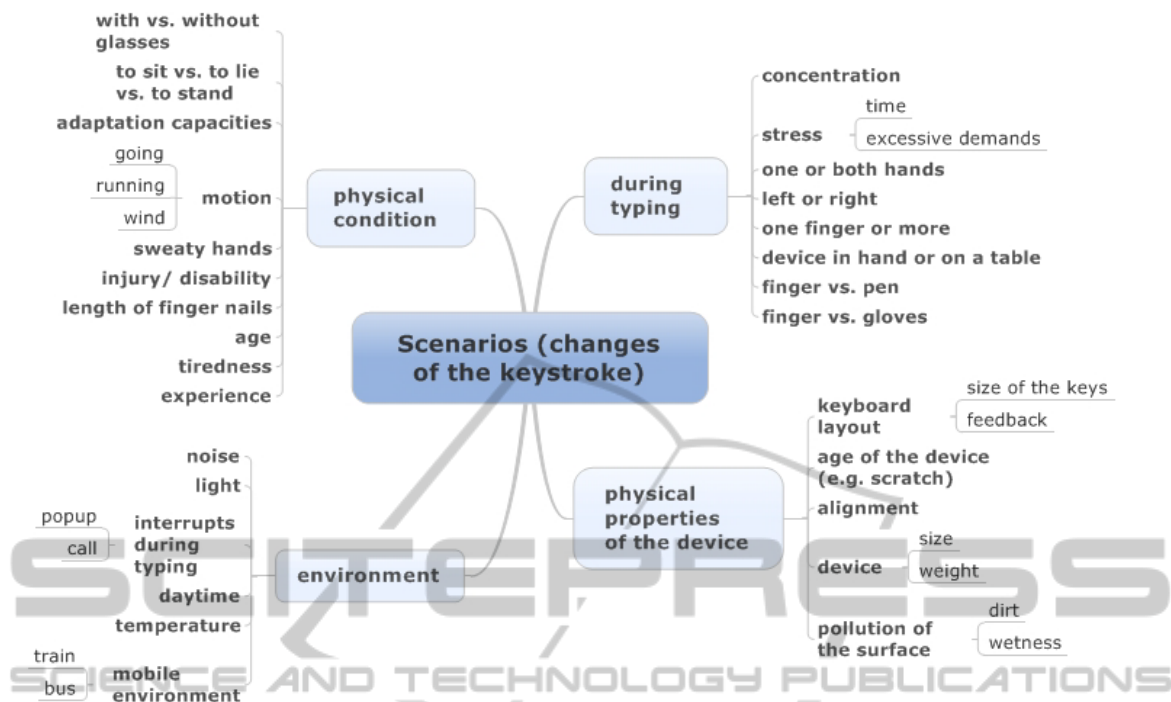 with vs. without
glasses
to sit vs. to lie
vs. to stand
adaptation capacities
going
running
wind
motion
sweaty hands
injury/ disability
length of finger nails
age
tiredness
experience
physical
condition
during
typing
concentration
stress
time
excessive demands
one or both hands
left or right
one finger or more
device in hand or on a table
finger vs. pen
finger vs. gloves
Scenarios (changes
of the keystroke)
noise
light
popup
call
interrupts
during
typing
daytime
temperature
train
bus
mobile
environment
environment
physical
properties
of the device
keyboard
layout
size of the keys
feedback
age of the device
(e.g. scratch)
alignment
device
size
weight
pollution of
the surface
dirt
wetness
SCITEPRESS
SCIENCE AND TECHNOLOGY PUBLICATIONS